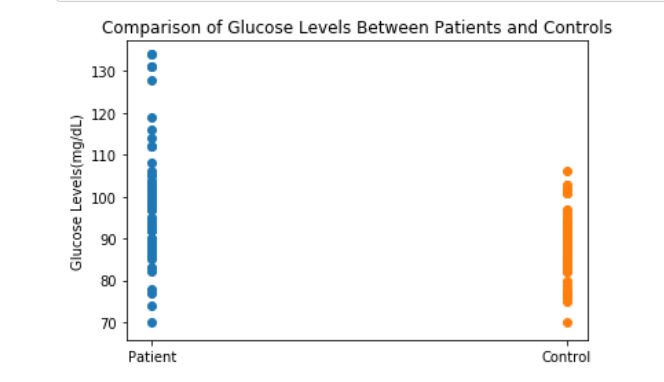 Comparison of Glucose Levels Between Patients and Controls
Glucose Levels(mg/dL)
130
120
110
100
90
80
70
Patient
Control